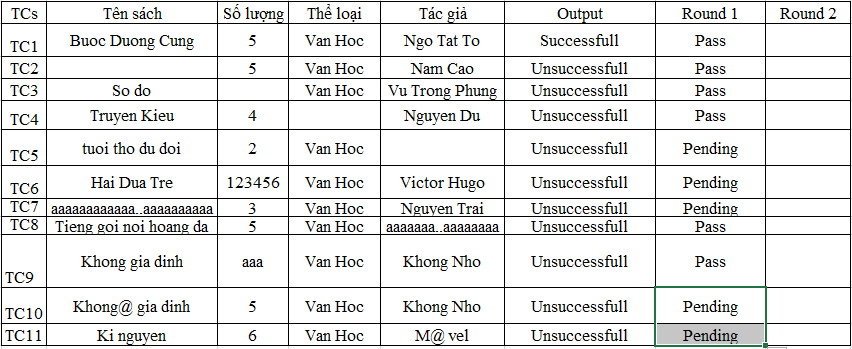 TCs Tên sách Số lượng Thể loại Tác giả Output Round 1 Round 2
TC1 Buoc Duong Cung 5 Van Hoc Ngo Tat To Successfull Pass
TC2 5 Van Hoc Nam Cao Unsuccessfull Pass
TC3 So do Van Hoc Vu Trong Phung Unsuccessfull Pass
TC4 Truyen Kieu 4 Nguyen Du Unsuccessfull Pass
TC5 tuoi tho du doi 2 Van Hoc Unsuccessfull Pending
TC6 Hai Dua Tre 123456 Van Hoc Victor Hugo Unsuccessfull Pending
TC7 aaaaaaaaaaaa..aaaaaaaaaa 3 Van Hoc Nguyen Trai Unsuccessfull Pending
TC8 Tieng goi noi hoang da 5 Van Hoc aaaaaaa..aaaaaaaa Unsuccessfull Pass
TC9 Khong gia dinh aaa Van Hoc Khong Nho Unsuccessfull Pass
TC10 Khong@ gia dinh 5 Van Hoc Khong Nho Unsuccessfull Pending
TC11 Ki nguyen 6 Van Hoc M@ vel Unsuccessfull Pending